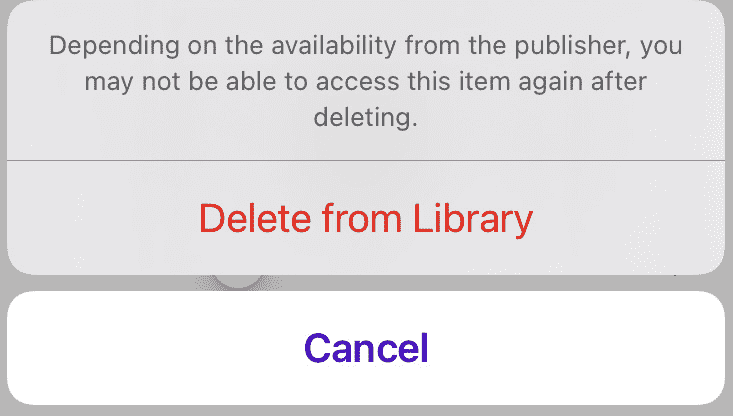 Depending on the availability from the publisher, you
may not be able to access this item again after
deleting.
Delete from Library
Cancel